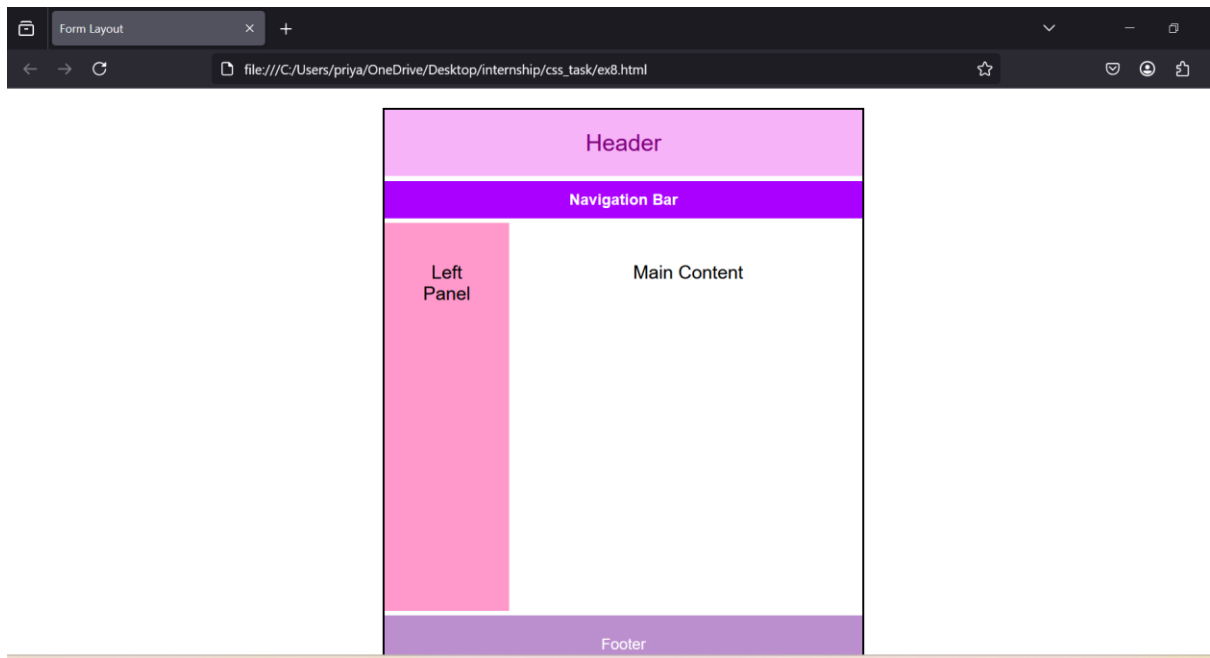 Form Layout
file:///C:/Users/priya/OneDrive/Desktop/internship/css_task/ex8.html
Header
Navigation Bar
Left
Panel
Main Content
Footer